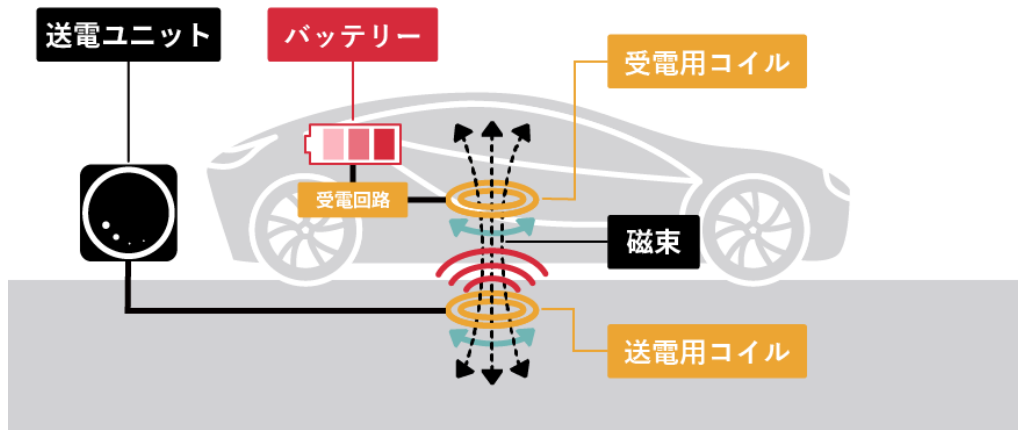 送電ユニット
バッテリー
受電用コイル
受電回路
磁束
送電用コイル